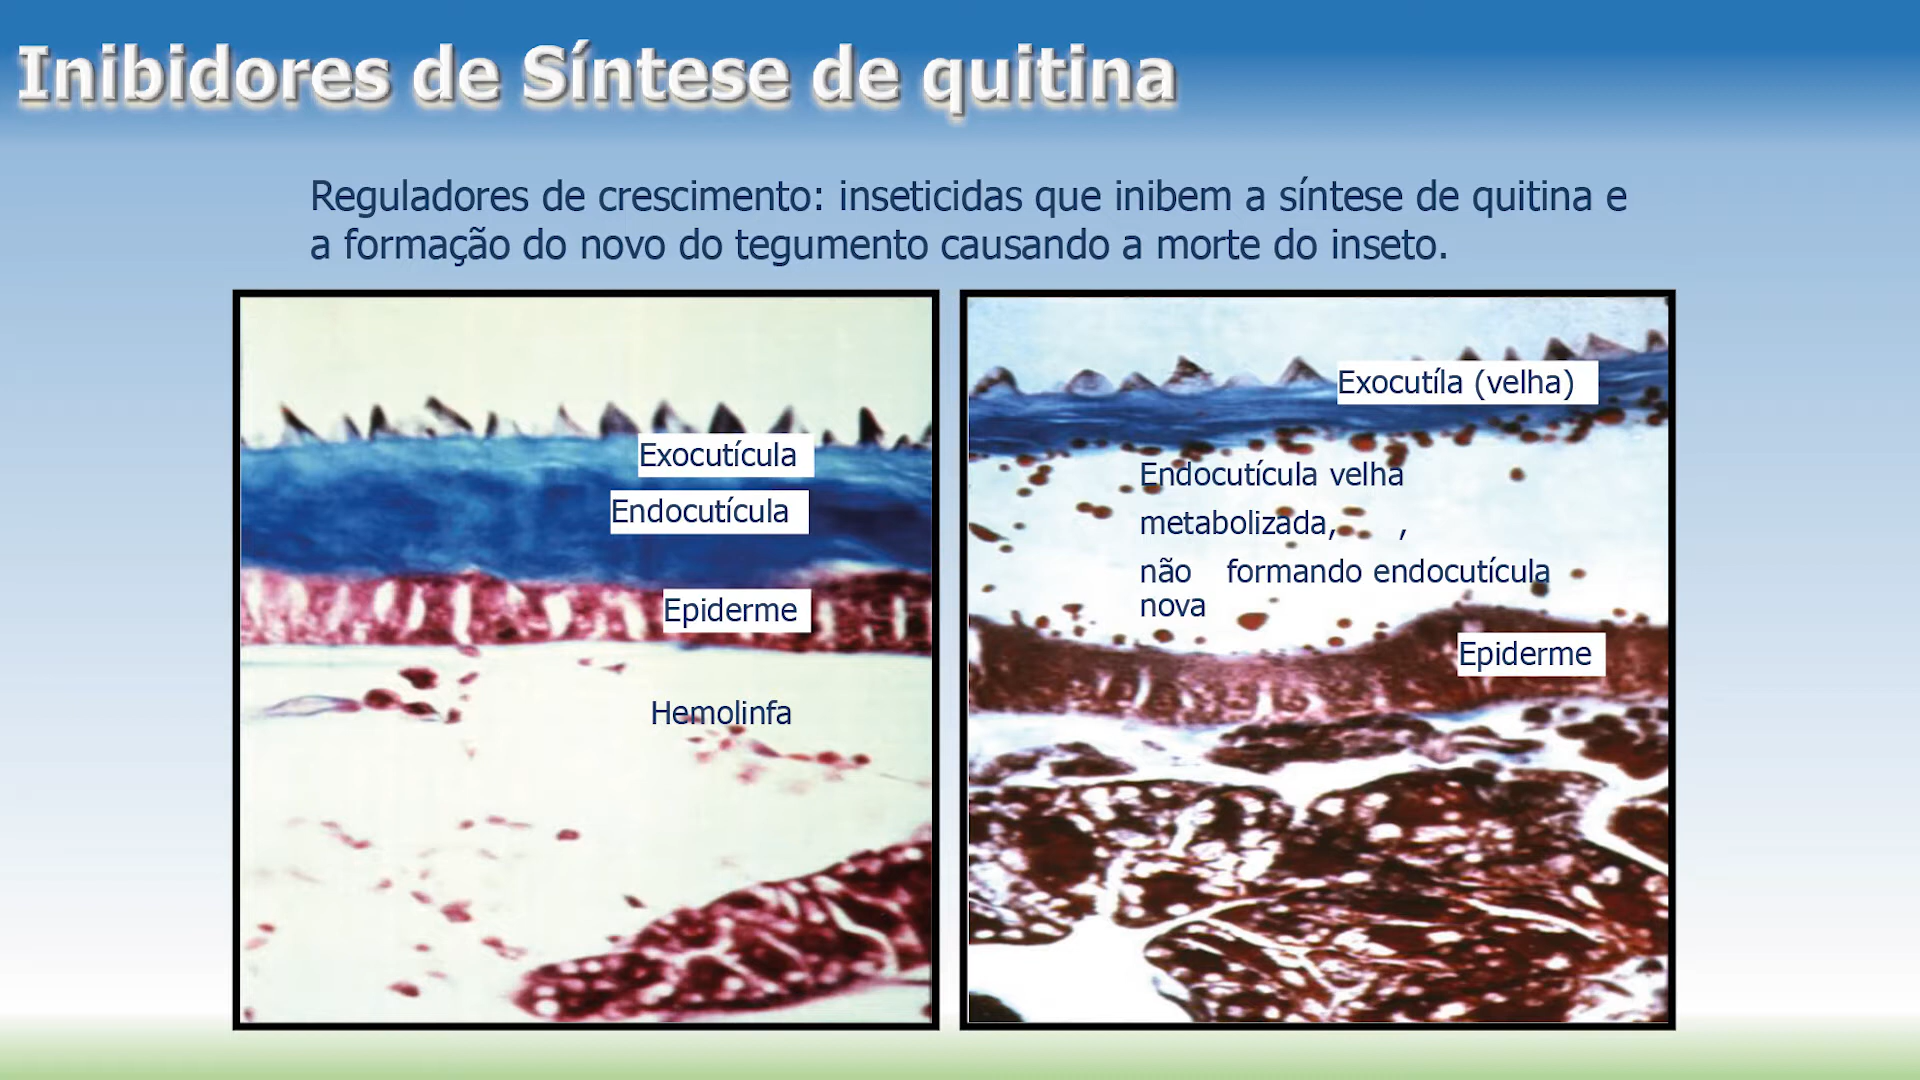 Inibidores de Síntese de quitina
Reguladores de crescimento: inseticidas que inibem a síntese de quitina e
a formação do novo do tegumento causando a morte do inseto.
Exocutícula
Endocutícula
Epiderme
Hemolinfa
Exocutíla (velha)
Endocutícula velha
metabolizada, ,
não formando endocutícula
nova
Epiderme